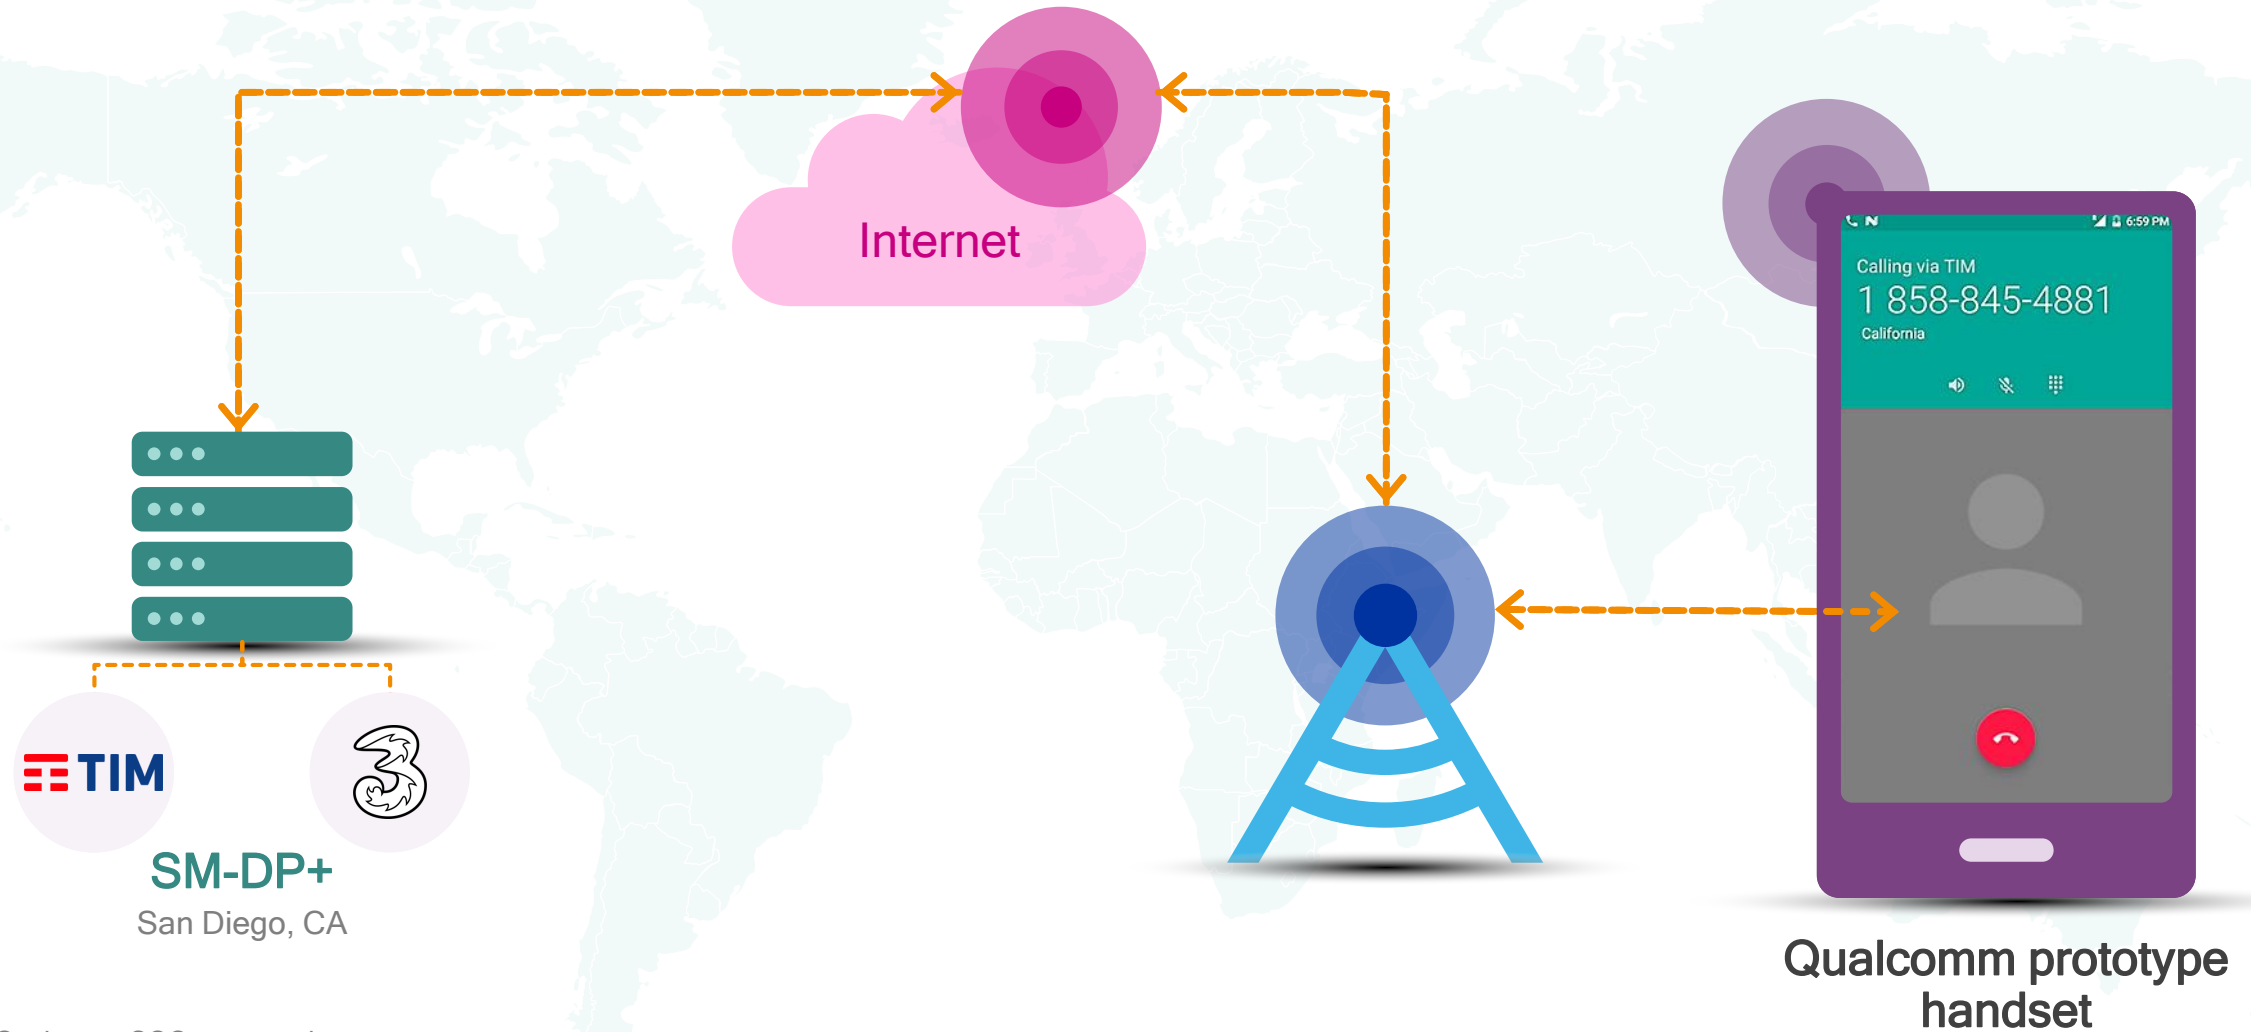 Internet
6:59 PM
Calling via TIM
1 858-845-4881
California
TIM
3
SM-DP+
San Diego, CA
Qualcomm prototype
handset